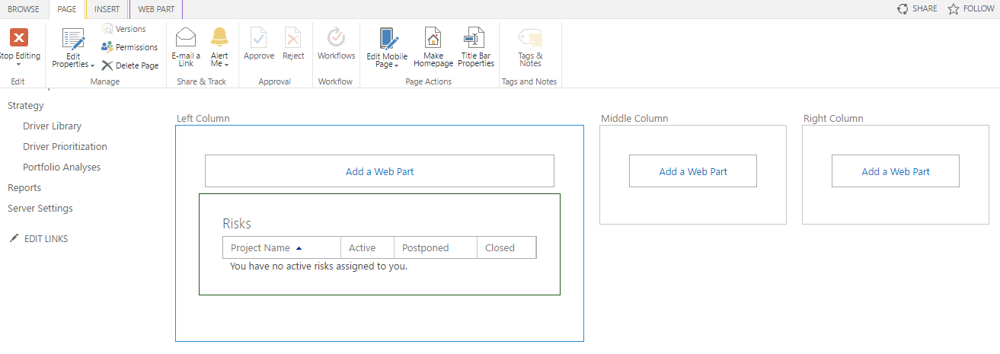 BROWSE PAGE INSERT WEB PART SHARE FOLLOW
Versions
Permissions
Delete Page
Stop Editing
Edit Properties
E-mail a Link
Alert Me
Approve
Reject
Workflows
Edit Mobile Page
Make Homepage
Title Bar Properties
Tags & Notes
Edit Manage Share & Track Approval Workflow Page Actions Tags and Notes
Strategy
Driver Library
Driver Prioritization
Portfolio Analyses
Reports
Server Settings
EDIT LINKS
Left Column
Add a Web Part
Risks
Project Name Active Postponed Closed
You have no active risks assigned to you.
Middle Column
Add a Web Part
Right Column
Add a Web Part